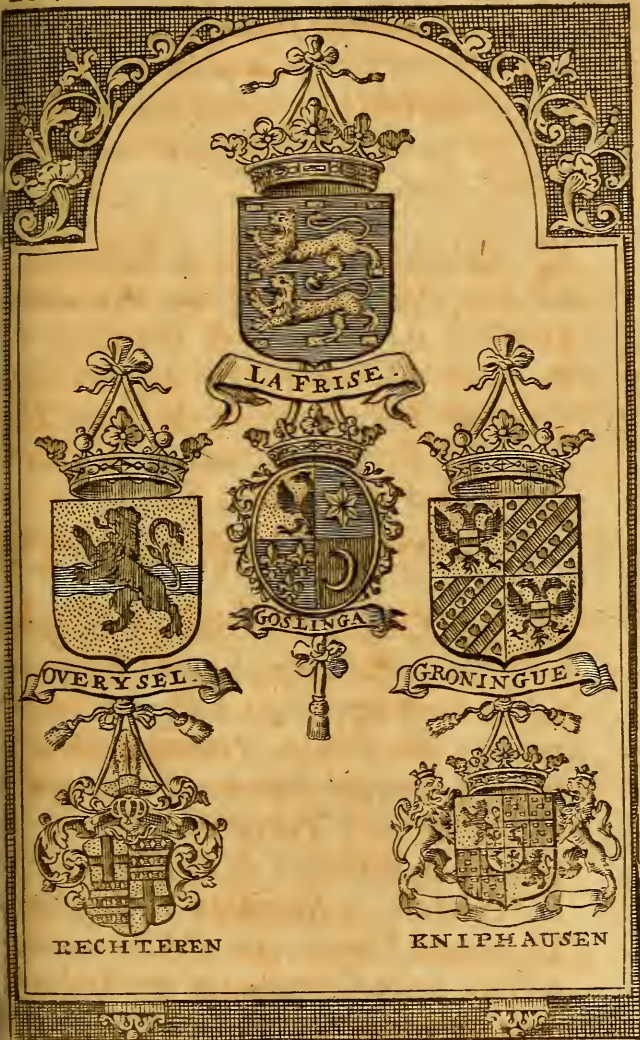 LA FRISE.
GOSLINGA
OVERYSEL.
GRONINGUE.
RECHTEREN
KNIPHAUSEN